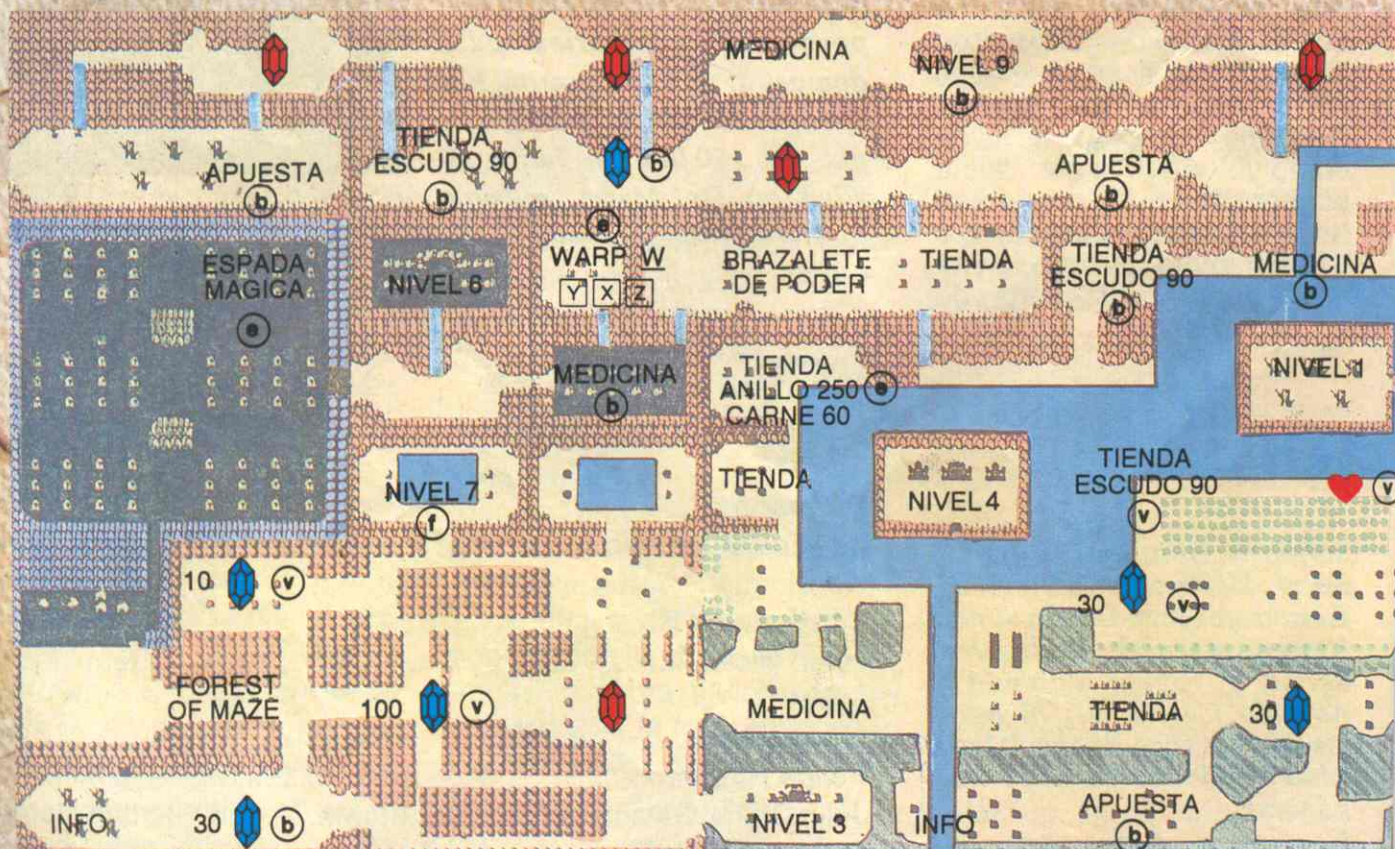 MEDICINA
NIVEL 9
b
TIENDA
ESCUDO 90
b
APUESTA
b
b
APUESTA
b
e
ESPADA
MAGICA
e
NIVEL 6
WARP W
Y X Z
BRAZALETE
DE PODER
TIENDA
TIENDA
ESCUDO 90
b
MEDICINA
b
MEDICINA
b
TIENDA
ANILLO 250 e
CARNE 60
NIVEL 1
NIVEL 7
f
TIENDA
NIVEL 4
TIENDA
ESCUDO 90
v
v
10 v
30 v
FOREST
OF MAZE
100 v
MEDICINA
TIENDA
30
INFO
30 b
NIVEL 3
INFO
APUESTA
b